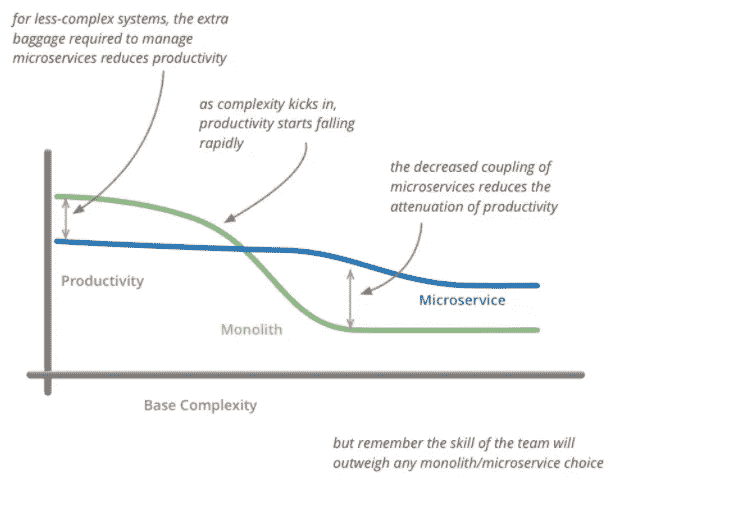 for less-complex systems, the extra
baggage required to manage
microservices reduces productivity
as complexity kicks in,
productivity starts falling
rapidly
the decreased coupling of
microservices reduces the
attenuation of productivity
Productivity
Microservice
Monolith
Base Complexity
but remember the skill of the team will
outweigh any monolith/microservice choice